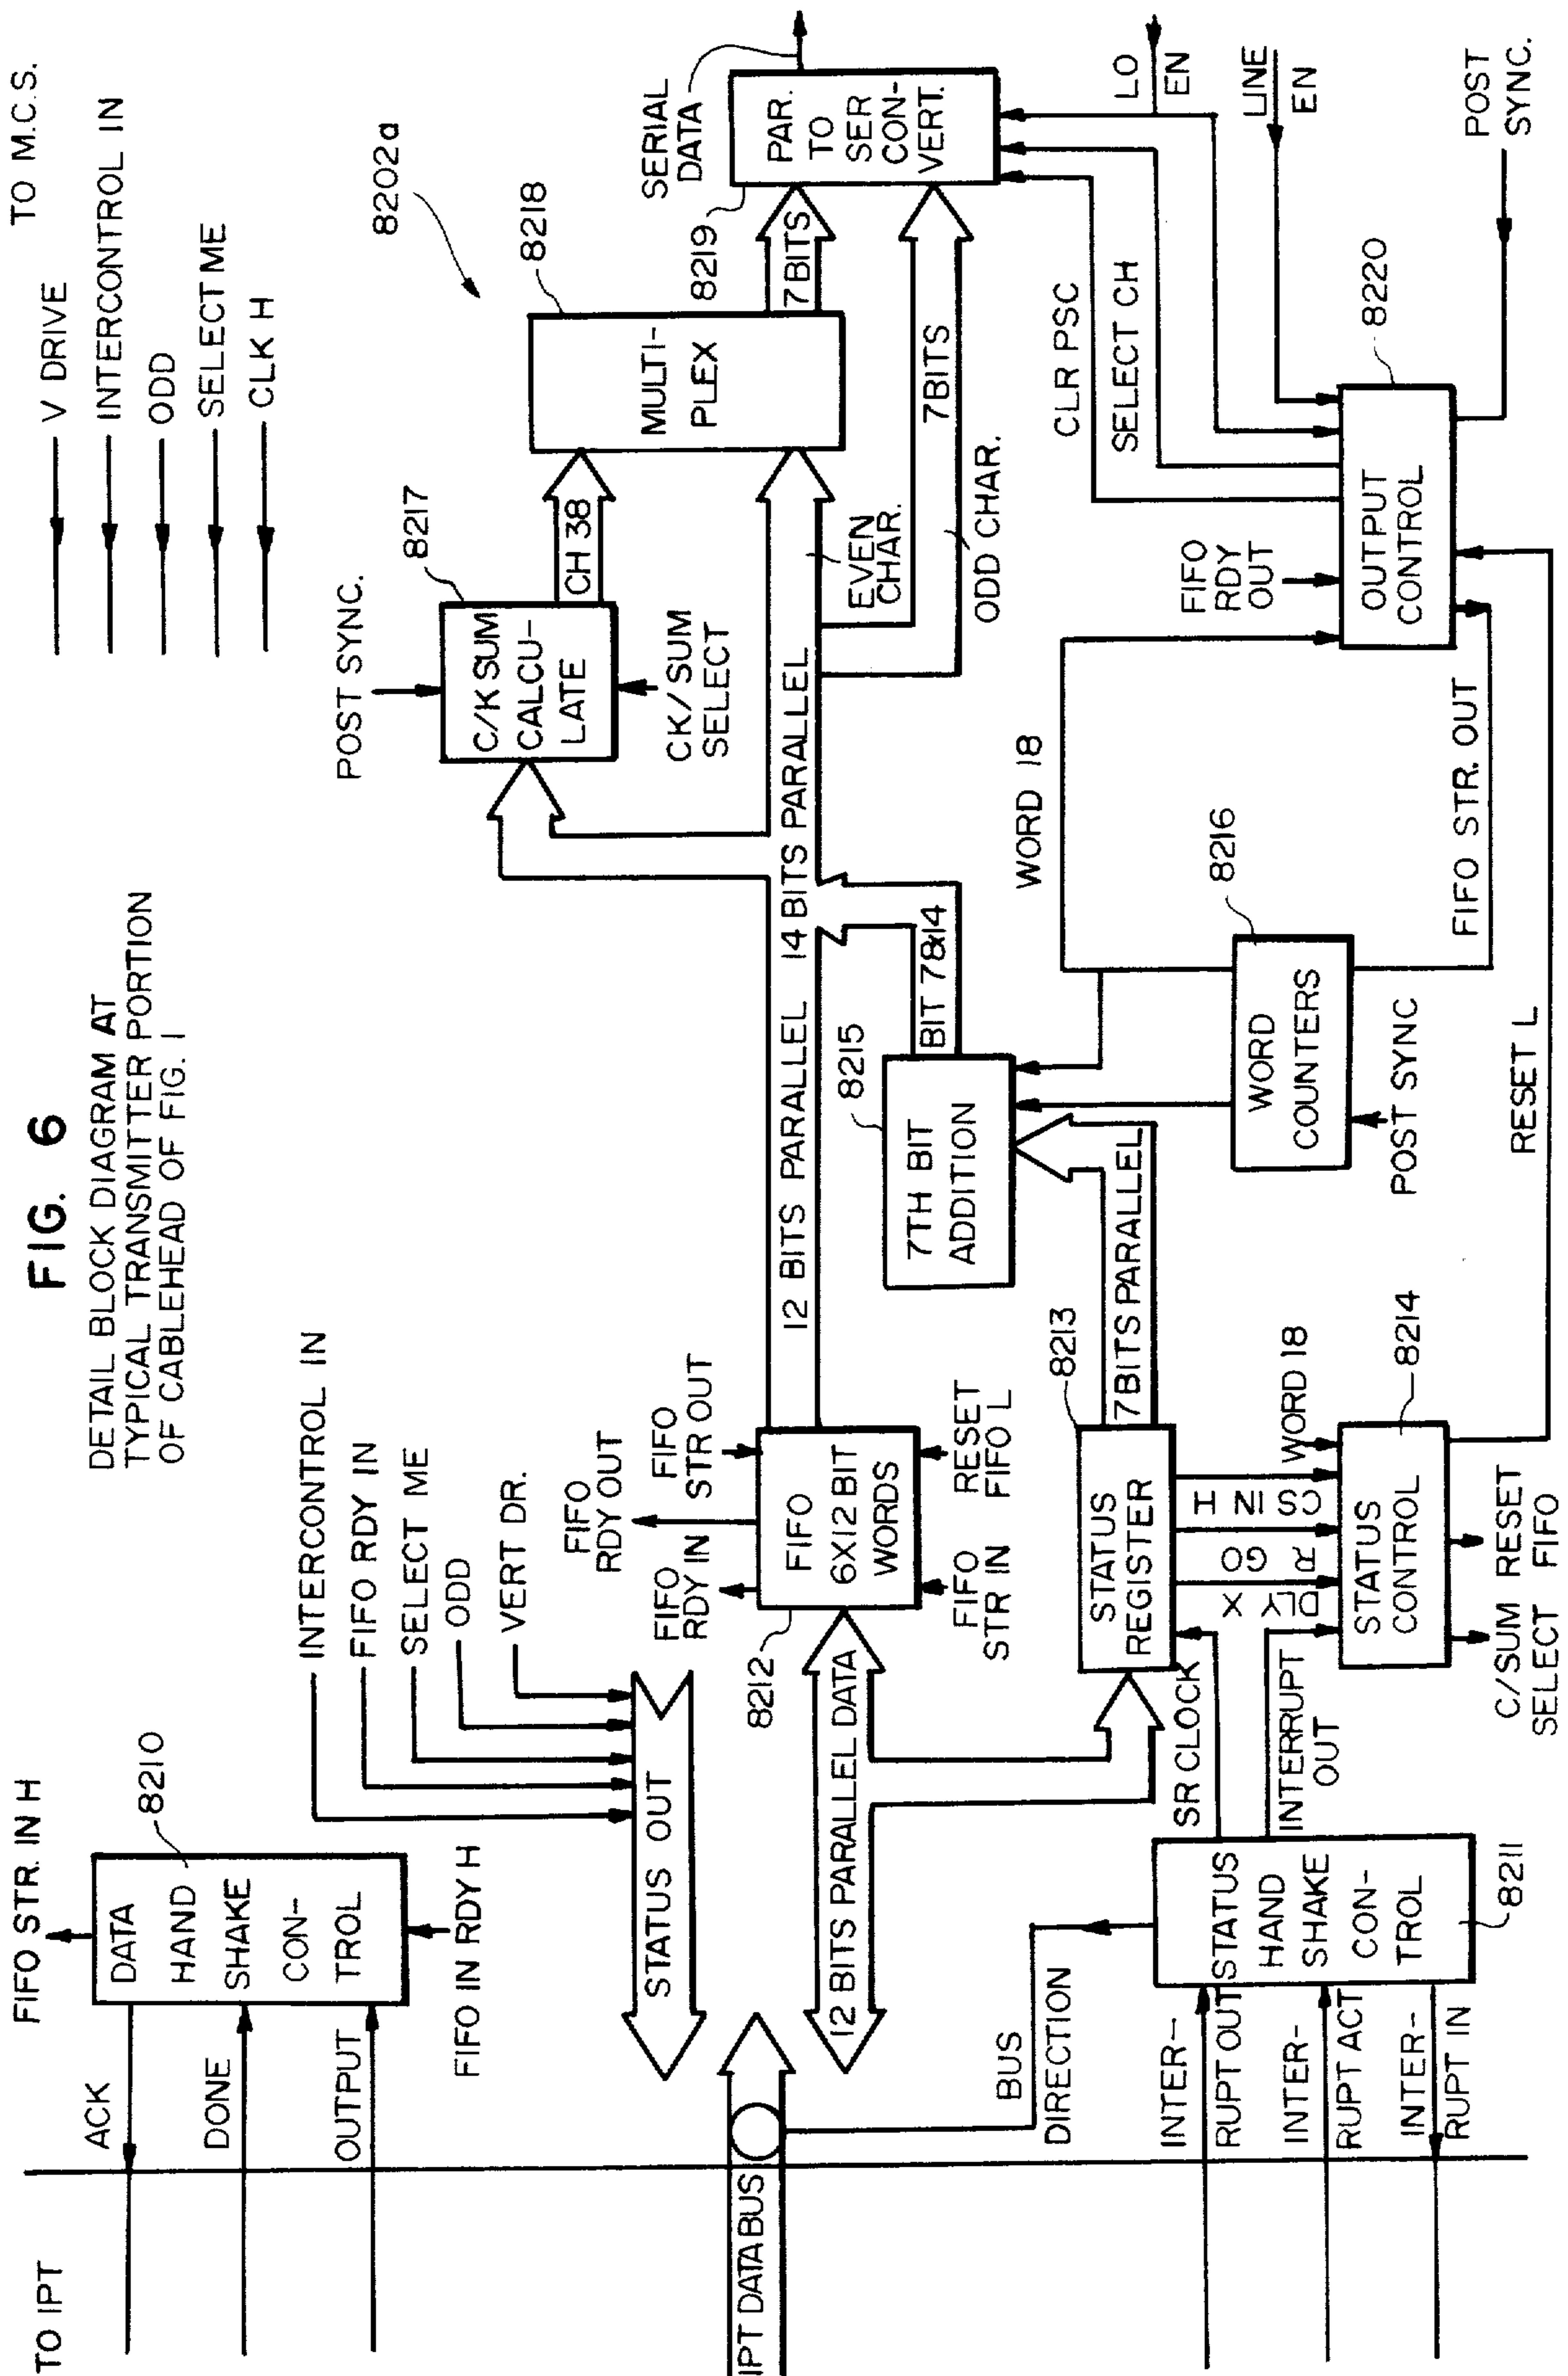 FIG. 6
DETAIL BLOCK DIAGRAM AT
TYPICAL TRANSMITTER PORTION
OF CABLEHEAD OF FIG. 1
TO IPT
ACK
DONE
OUTPUT
FIFO STR. IN H
8210
DATA
HAND
SHAKE
CON-
TROL
FIFO IN RDY H
INTERCONTROL IN
FIFO RDY IN
SELECT ME
ODD
VERT DR.
STATUS OUT
IPT DATA BUS
12 BITS PARALLEL DATA
BUS
DIRECTION
INTER-
RUPT OUT
INTER-
RUPT ACT
INTER-
RUPT IN
STATUS
HAND
SHAKE
CON-
TROL
8211
SR CLOCK
INTERRUPT
OUT
FIFO
RDY IN
FIFO
RDY OUT
FIFO
STR OUT
8212
FIFO
6X12 BIT
WORDS
FIFO
STR IN
RESET
FIFO L
STATUS
REGISTER
8213
7 BITS PARALLEL
DLY X
R GO
CS IN H
WORD 18
STATUS
CONTROL
8214
C/SUM
SELECT
RESET
FIFO
RESET L
12 BITS PARALLEL
14 BITS PARALLEL
8215
7TH BIT
ADDITION
BIT 7&14
WORD
COUNTERS
8216
POST SYNC
WORD 18
FIFO STR. OUT
POST SYNC.
8217
C/K SUM
CALCU-
LATE
CK/SUM
SELECT
CH 38
EVEN
CHAR.
ODD CHAR.
7 BITS
MULTI-
PLEX
8218
7 BITS
8219
PAR.
TO
SER
CON-
VERT.
SERIAL
DATA
8202a
TO M.C.S.
V DRIVE
INTERCONTROL IN
ODD
SELECT ME
CLK H
CLR PSC
SELECT CH
FIFO
RDY
OUT
OUTPUT
CONTROL
8220
LO
EN
LINE
EN
POST
SYNC.